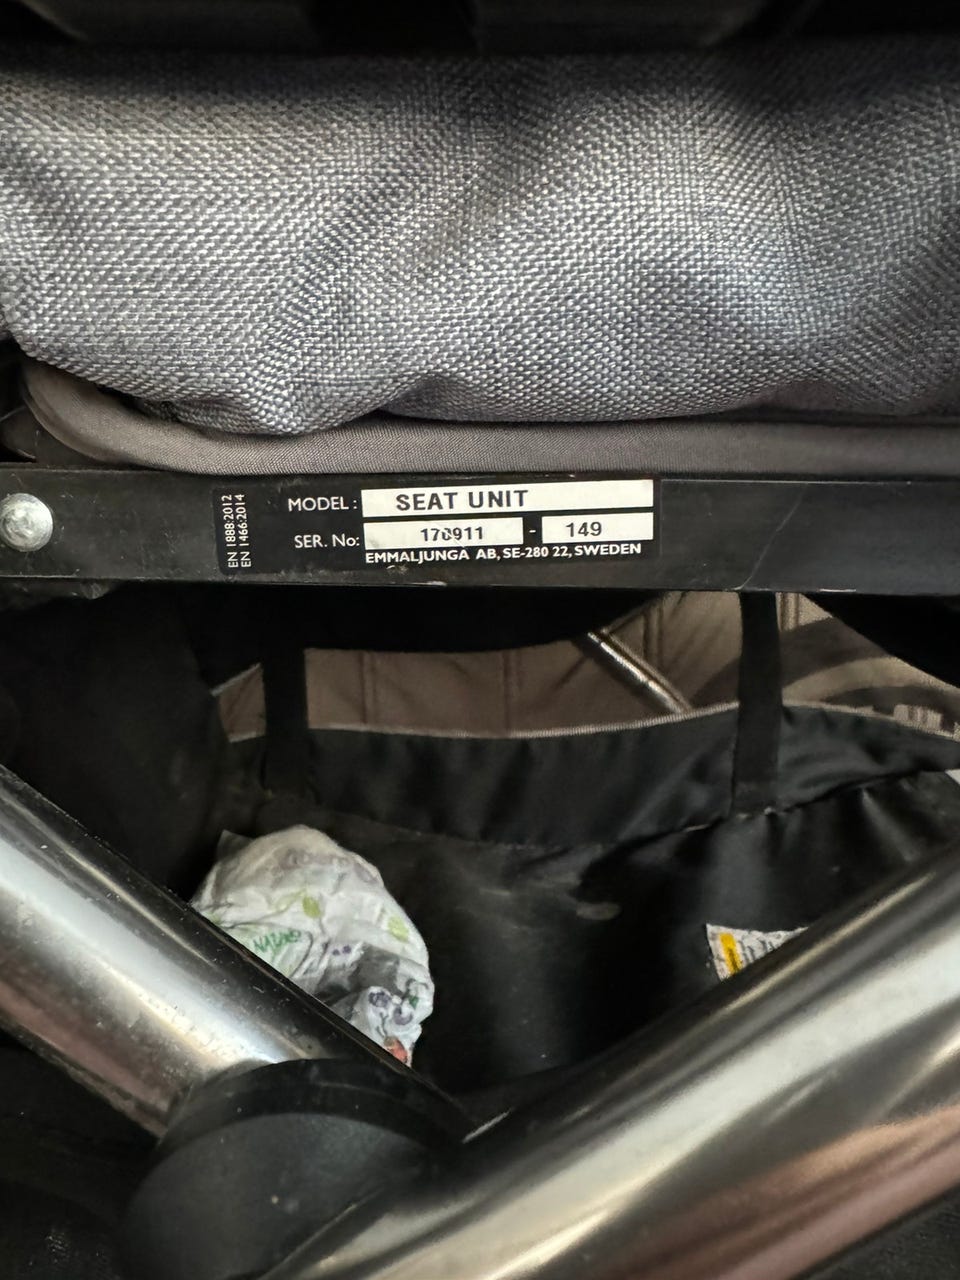 EN 1888:2012
EN 1466:2014
MODEL : SEAT UNIT
SER. No: 170911 - 149
EMMALJUNGA AB, SE-280 22, SWEDEN